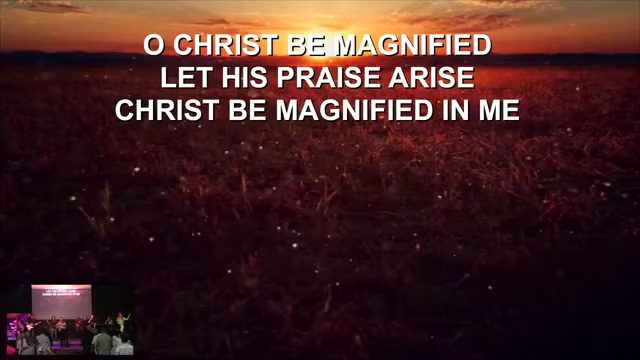 O CHRIST BE MAGNIFIED
LET HIS PRAISE ARISE
CHRIST BE MAGNIFIED IN ME